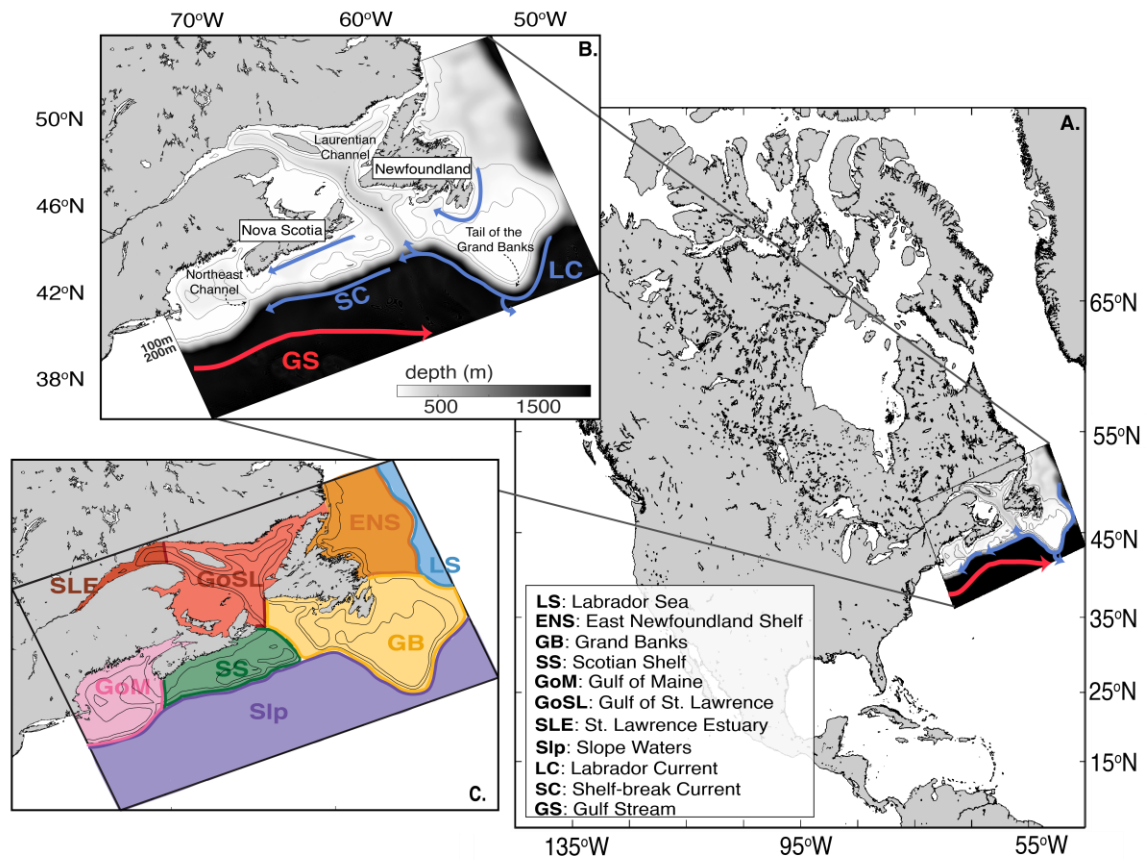 70°W 60°W 50°W
B.
50°N
46°N
42°N
38°N
Laurentian
Channel
Newfoundland
Nova Scotia
Tail of the
Grand Banks
Northeast
Channel
LC
SC
GS
100m
200m
depth (m)
500 1500
A.
65°N
55°N
45°N
35°N
25°N
15°N
135°W 95°W 55°W
ENS
LS
SLE
GoSL
GB
SS
GoM
Slp
C.
LS: Labrador Sea
ENS: East Newfoundland Shelf
GB: Grand Banks
SS: Scotian Shelf
GoM: Gulf of Maine
GoSL: Gulf of St. Lawrence
SLE: St. Lawrence Estuary
Slp: Slope Waters
LC: Labrador Current
SC: Shelf-break Current
GS: Gulf Stream